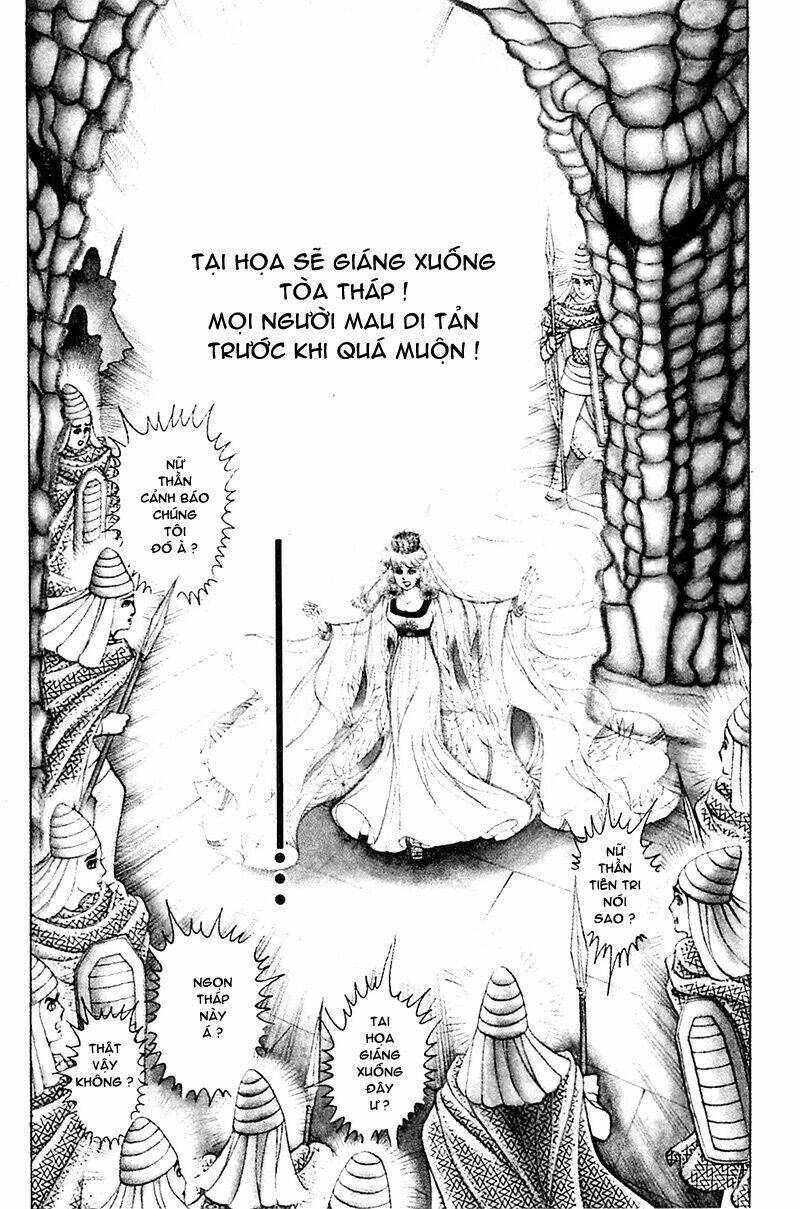 TẠI HỌA SẼ GIÁNG XUỐNG
TÒA THÁP !
MỌI NGƯỜI MAU DI TẢN
TRƯỚC KHI QUÁ MUỘN !
NỮ
THẦN
CẢNH BÁO
CHÚNG
TÔI
ĐÓ À ?
NỮ
THẦN
TIÊN TRI
NÓI
SAO ?
NGỌN
THÁP
NÀY
Á ?
TAI
HỌA
GIÁNG
XUỐNG
ĐÂY
Ư ?
THẬT
VẬY
KHÔNG ?